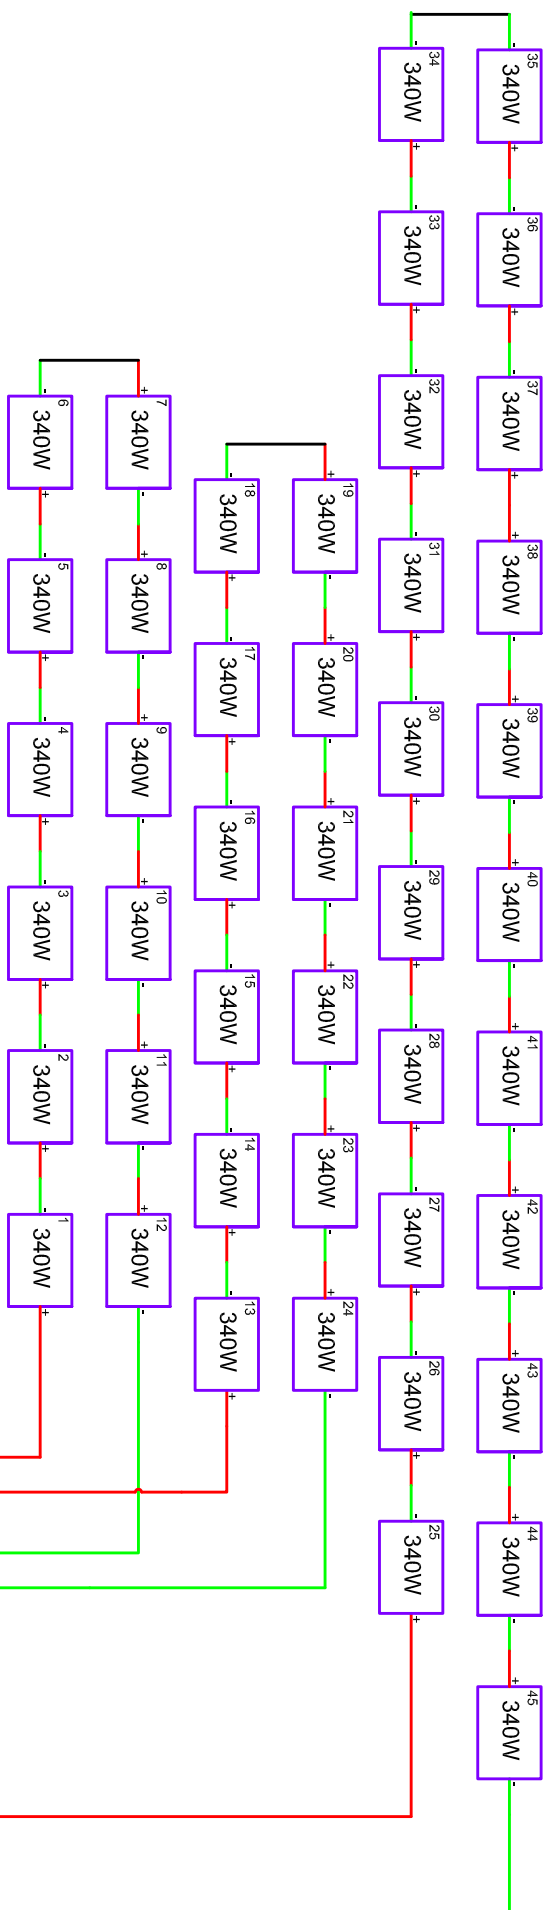 35 36 37 38 39 40 41 42 43 44 45
- 340W + 340W + 340W + 340W - + 340W - + 340W - + 340W - + 340W - + 340W - + 340W - + 340W -
34 33 32 31 30 29 28 27 26 25
- 340W + - 340W + - 340W + - 340W + - 340W + - 340W + - 340W + - 340W + - 340W + - 340W +
19 20 21 22 23 24
+ 340W - + 340W - + 340W - + 340W - + 340W - + 340W -
18 17 16 15 14 13
- 340W + - 340W + - 340W + - 340W + - 340W + - 340W +
7 8 9 10 11 12
+ 340W - + 340W - + 340W - + 340W - + 340W - + 340W -
6 5 4 3 2 1
- 340W + - 340W + - 340W + - 340W + - 340W + - 340W +